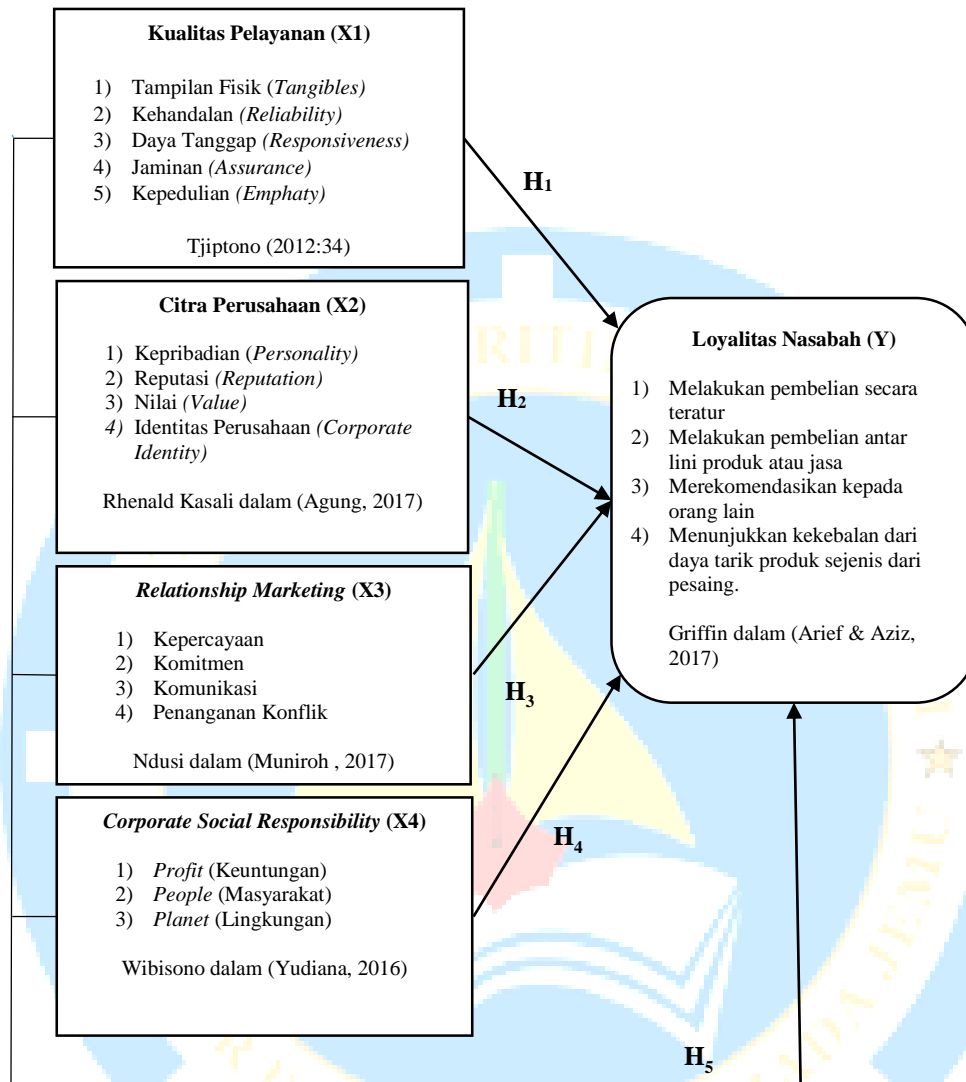 Kualitas Pelayanan (X1)
1) Tampilan Fisik (Tangibles)
2) Kehandalan (Reliability)
3) Daya Tanggap (Responsiveness)
4) Jaminan (Assurance)
5) Kepedulian (Emphaty)
Tjiptono (2012:34)
H1
Citra Perusahaan (X2)
1) Kepribadian (Personality)
2) Reputasi (Reputation)
3) Nilai (Value)
4) Identitas Perusahaan (Corporate
Identity)
Rhenald Kasali dalam (Agung, 2017)
H2
Loyalitas Nasabah (Y)
1) Melakukan pembelian secara
teratur
2) Melakukan pembelian antar
lini produk atau jasa
3) Merekomendasikan kepada
orang lain
4) Menunjukkan kekebalan dari
daya tarik produk sejenis dari
pesaing.
Griffin dalam (Arief & Aziz,
2017)
Relationship Marketing (X3)
1) Kepercayaan
2) Komitmen
3) Komunikasi
4) Penanganan Konflik
Ndusi dalam (Muniroh , 2017)
H3
Corporate Social Responsibility (X4)
1) Profit (Keuntungan)
2) People (Masyarakat)
3) Planet (Lingkungan)
Wibisono dalam (Yudiana, 2016)
H4
H5